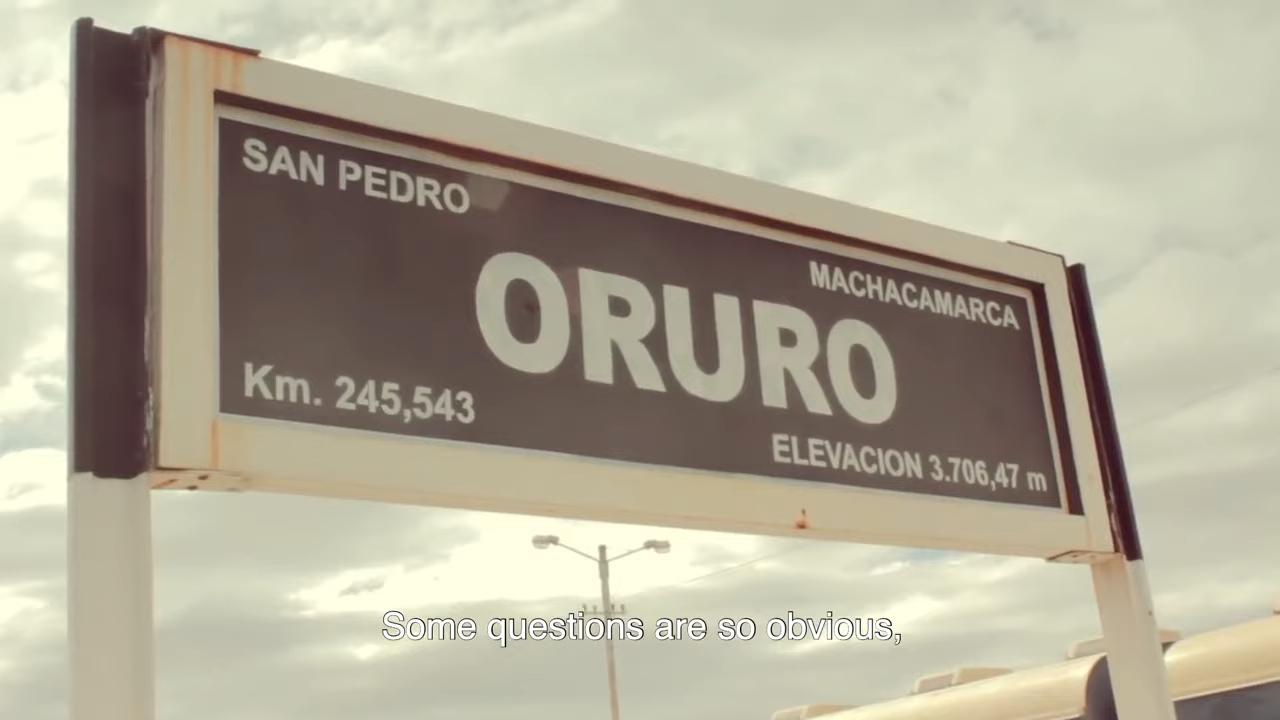 SAN PEDRO
MACHACAMARCA
ORURO
Km. 245,543
ELEVACION 3.706,47 m
Some questions are so obvious,